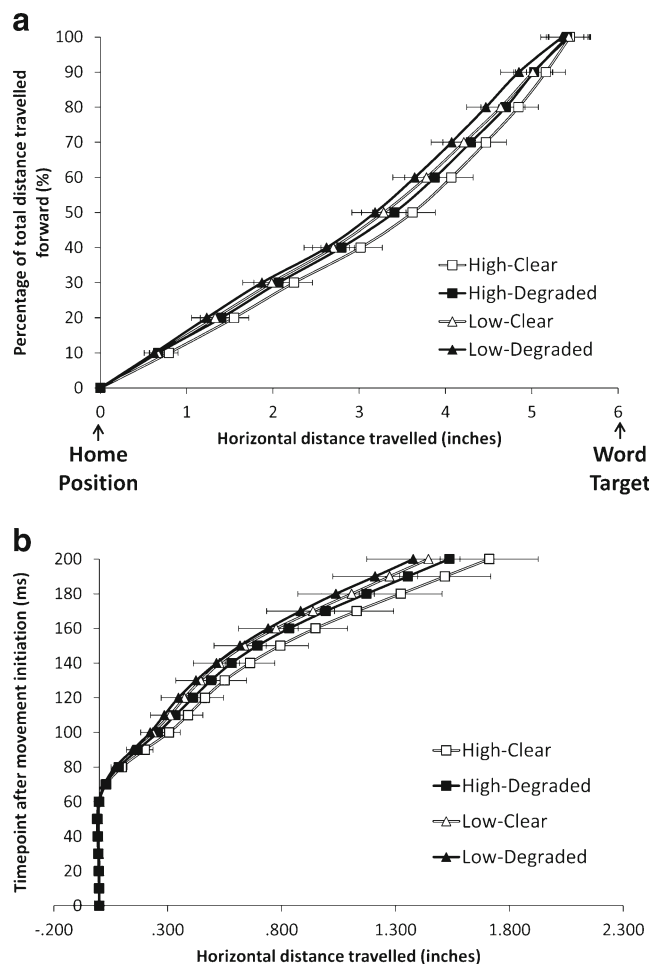 a
Percentage of total distance travelled
forward (%)
100
90
80
70
60
50
40
30
20
10
0
High-Clear
High-Degraded
Low-Clear
Low-Degraded
0 1 2 3 4 5 6
Horizontal distance travelled (inches)
Home
Position
Word
Target
b
Timepoint after movement initiation (ms)
200
180
160
140
120
100
80
60
40
20
0
High-Clear
High-Degraded
Low-Clear
Low-Degraded
-.200 .300 .800 1.300 1.800 2.300
Horizontal distance travelled (inches)